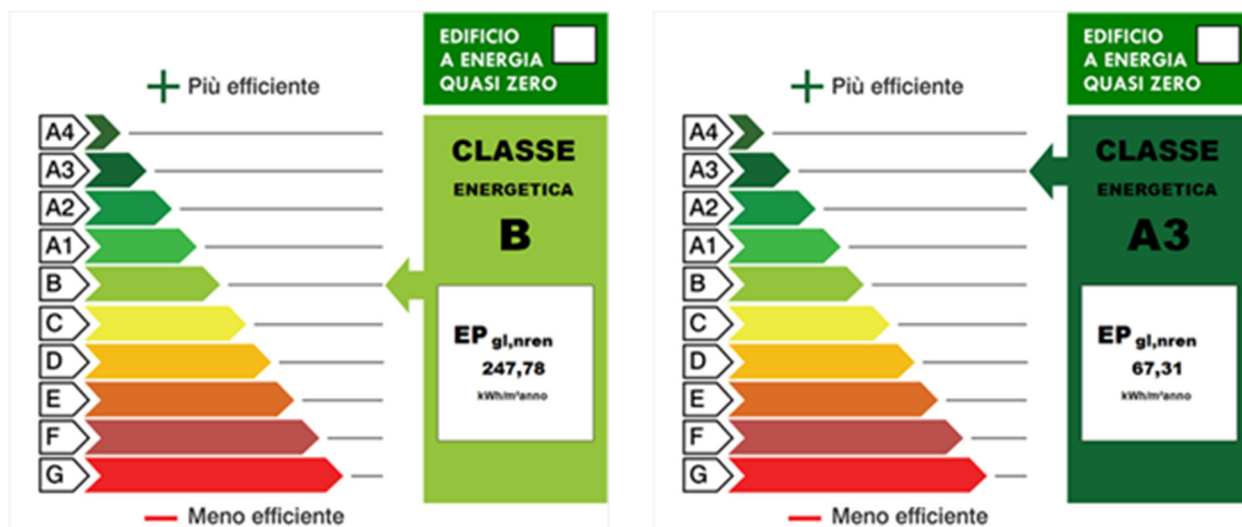 EDIFICIO
A ENERGIA
QUASI ZERO
+ Più efficiente
A4
A3
A2
A1
B
C
D
E
F
G
— Meno efficiente
CLASSE
ENERGETICA
B
EP gl,nren
247,78
kWh/m²anno
EDIFICIO
A ENERGIA
QUASI ZERO
+ Più efficiente
A4
A3
A2
A1
B
C
D
E
F
G
— Meno efficiente
CLASSE
ENERGETICA
A3
EP gl,nren
67,31
kWh/m²anno